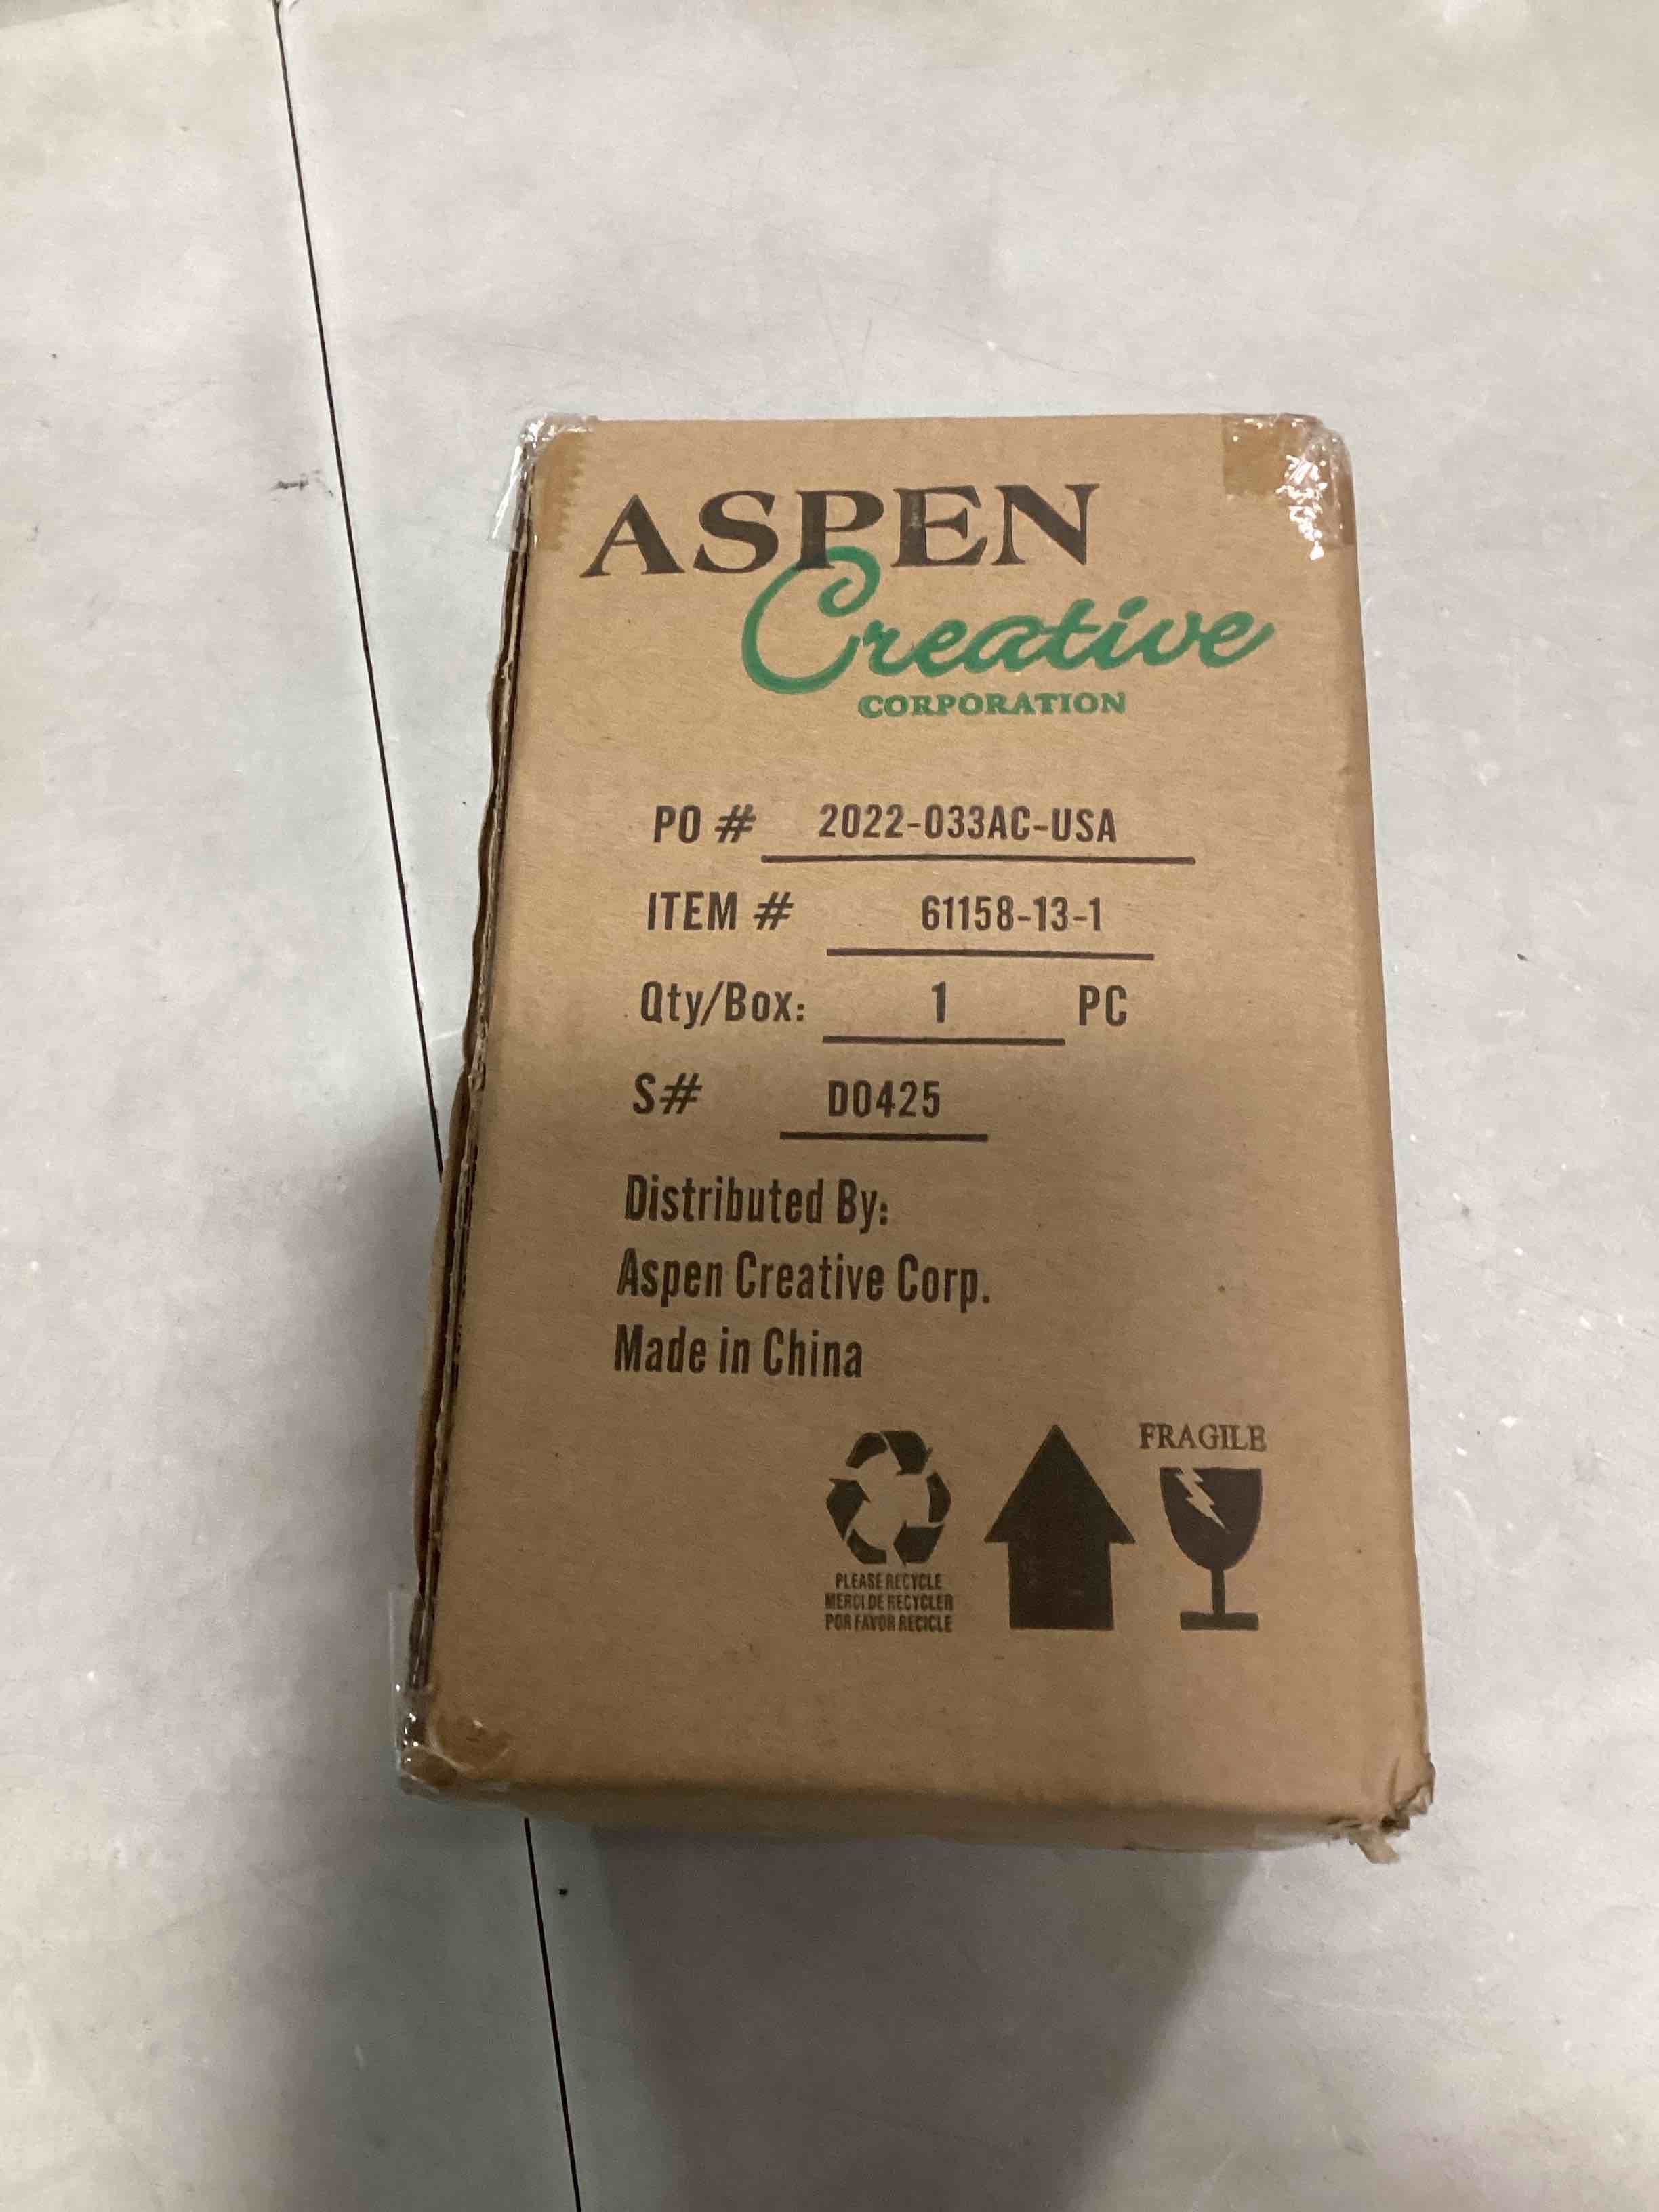 ASPEN
Creative
CORPORATION
PO # 2022-033AC-USA
ITEM # 61158-13-1
Qty/Box: 1 PC
S# D0425
Distributed By:
Aspen Creative Corp.
Made in China
FRAGILE
PLEASE RECYCLE
MERCI DE RECYCLER
POR FAVOR RECICLE